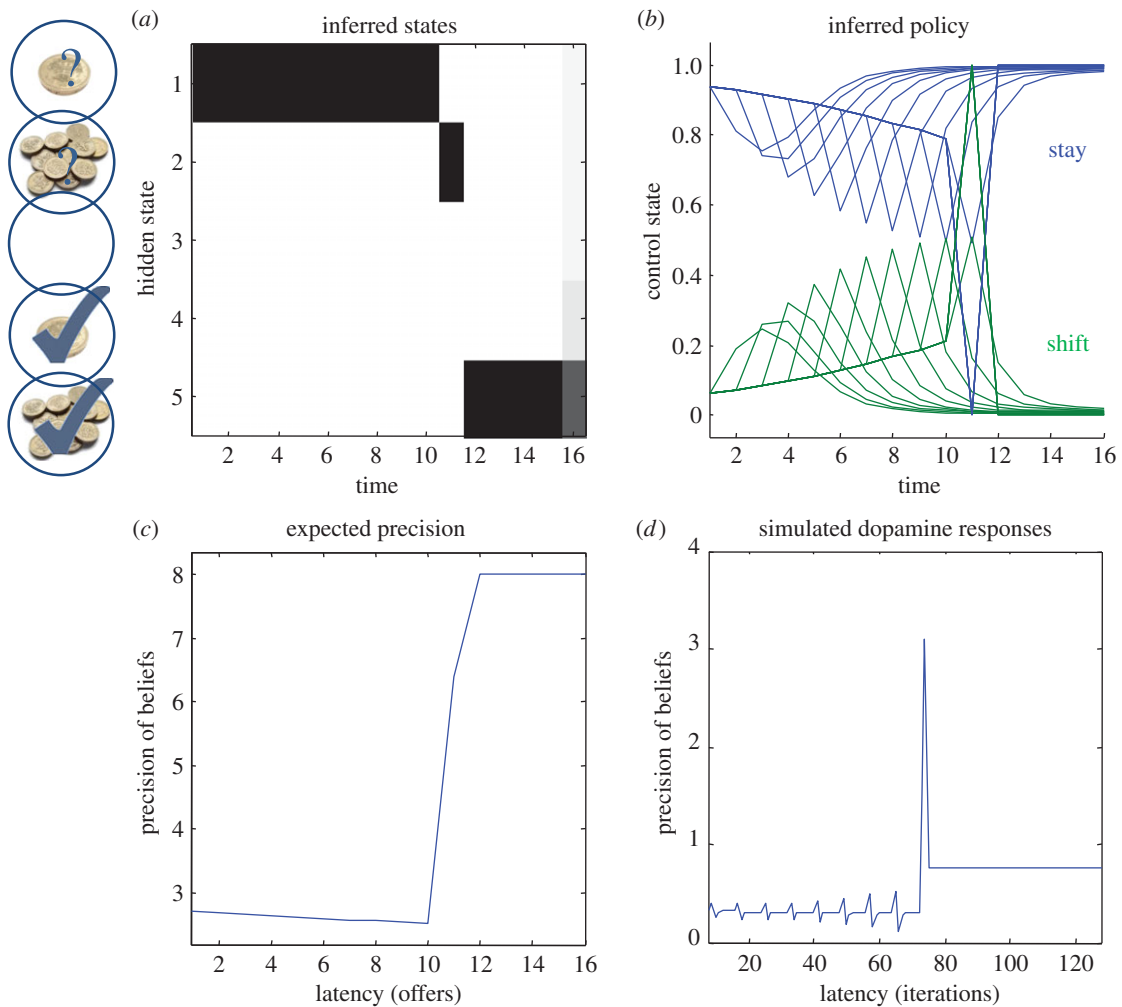 (a) inferred states
?
?
hidden state
1
2
3
4
5
2 4 6 8 10 12 14 16
time
(b) inferred policy
control state
1.0
0.8
0.6
0.4
0.2
0
stay
shift
2 4 6 8 10 12 14 16
time
(c) expected precision
precision of beliefs
8
7
6
5
4
3
2 4 6 8 10 12 14 16
latency (offers)
(d) simulated dopamine responses
precision of beliefs
4
3
2
1
0
20 40 60 80 100 120
latency (iterations)